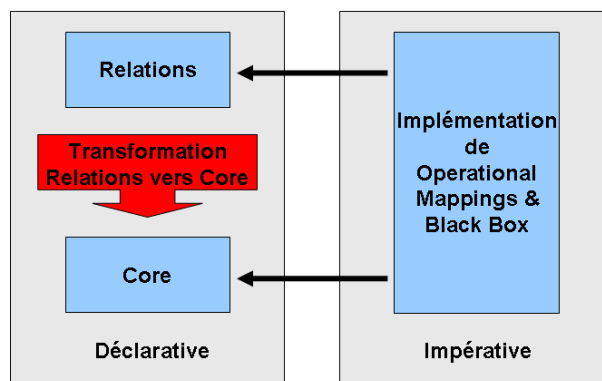 Relations
Transformation
Relations vers Core
Core
Déclarative
Implémentation
de
Operational
Mappings &
Black Box
Impérative